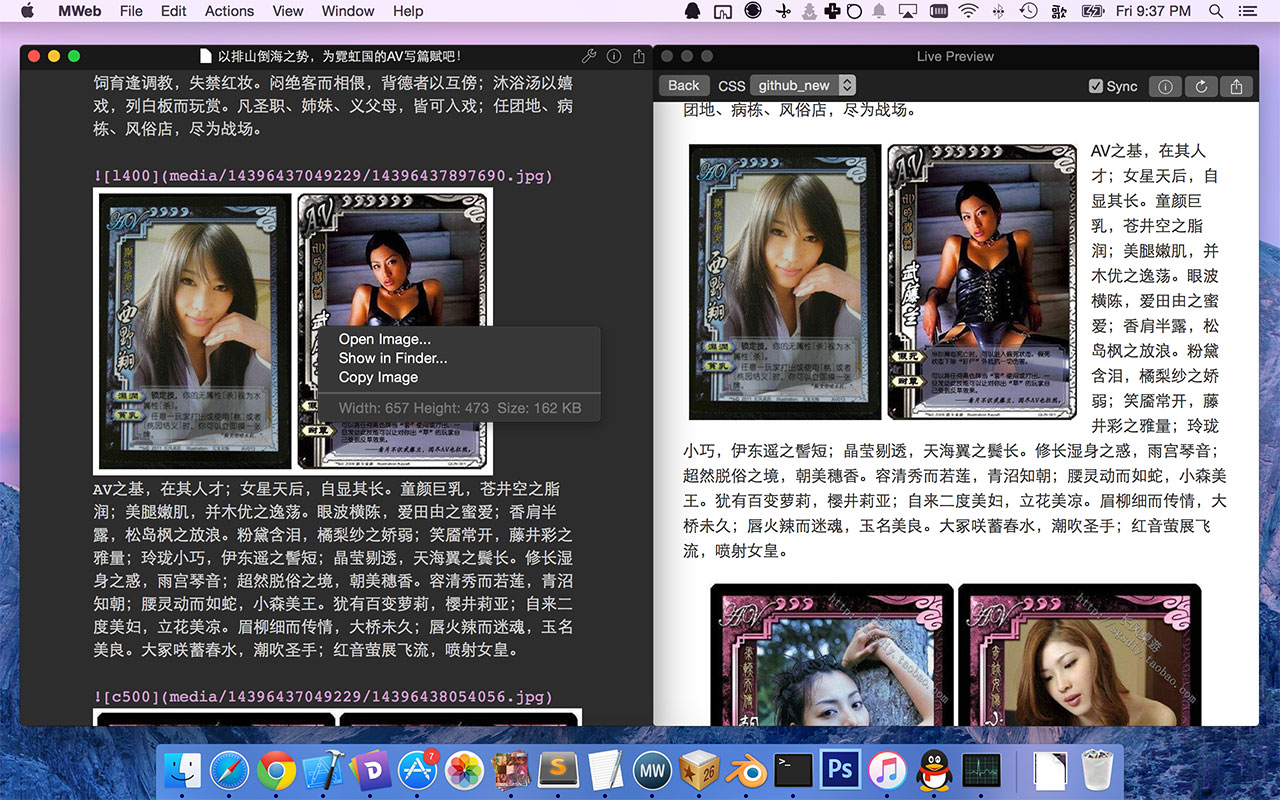 MWeb File Edit Actions View Window Help
Fri 9:37 PM
以排山倒海之势，为霓虹国的AV写篇赋吧！
饲育逢调教，失禁红妆。闷绝客而相偎，背德者以互傍；沐浴汤以嬉
戏，列白板而玩赏。凡圣职、姉妹、义父母，皆可入戏；任团地、病
栋、风俗店，尽为战场。
![l400](media/14396437049229/14396437897690.jpg)
AV
西野翔
AV
Open Image...
Show in Finder...
Copy Image
Width: 657 Height: 473 Size: 162 KB
耐草
AV之基，在其人才；女星天后，自显其长。童颜巨乳，苍井空之脂
润；美腿嫩肌，并木优之逸荡。眼波横陈，爱田由之蜜爱；香肩半
露，松岛枫之放浪。粉黛含泪，橘梨纱之娇弱；笑靥常开，藤井彩之
雅量；玲珑小巧，伊东遥之髻短；晶莹剔透，天海翼之鬓长。修长湿
身之惑，雨宫琴音；超然脱俗之境，朝美穗香。容清秀而若莲，青沼
知朝；腰灵动而如蛇，小森美王。犹有百变萝莉，樱井莉亚；自来二
度美妇，立花美凉。眉柳细而传情，大桥未久；唇火辣而迷魂，玉名
美良。大冢咲蓄春水，潮吹圣手；红音萤展飞流，喷射女皇。
![c500](media/14396437049229/14396438054056.jpg)
Live Preview
Back CSS github_new Sync
团地、病栋、风俗店，尽为战场。
AV
西野翔
AV
武藤兰
假死
耐草
AV之基，在其人
才；女星天后，自
显其长。童颜巨
乳，苍井空之脂
润；美腿嫩肌，并
木优之逸荡。眼波
横陈，爱田由之蜜
爱；香肩半露，松
岛枫之放浪。粉黛
含泪，橘梨纱之娇
弱；笑靥常开，藤
井彩之雅量；玲珑
小巧，伊东遥之髻短；晶莹剔透，天海翼之鬓长。修长湿身之惑，雨宫琴音；
超然脱俗之境，朝美穗香。容清秀而若莲，青沼知朝；腰灵动而如蛇，小森美
王。犹有百变萝莉，樱井莉亚；自来二度美妇，立花美凉。眉柳细而传情，大
桥未久；唇火辣而迷魂，玉名美良。大冢咲蓄春水，潮吹圣手；红音萤展飞
流，喷射女皇。
AV
AV
7
MW
26
Ps